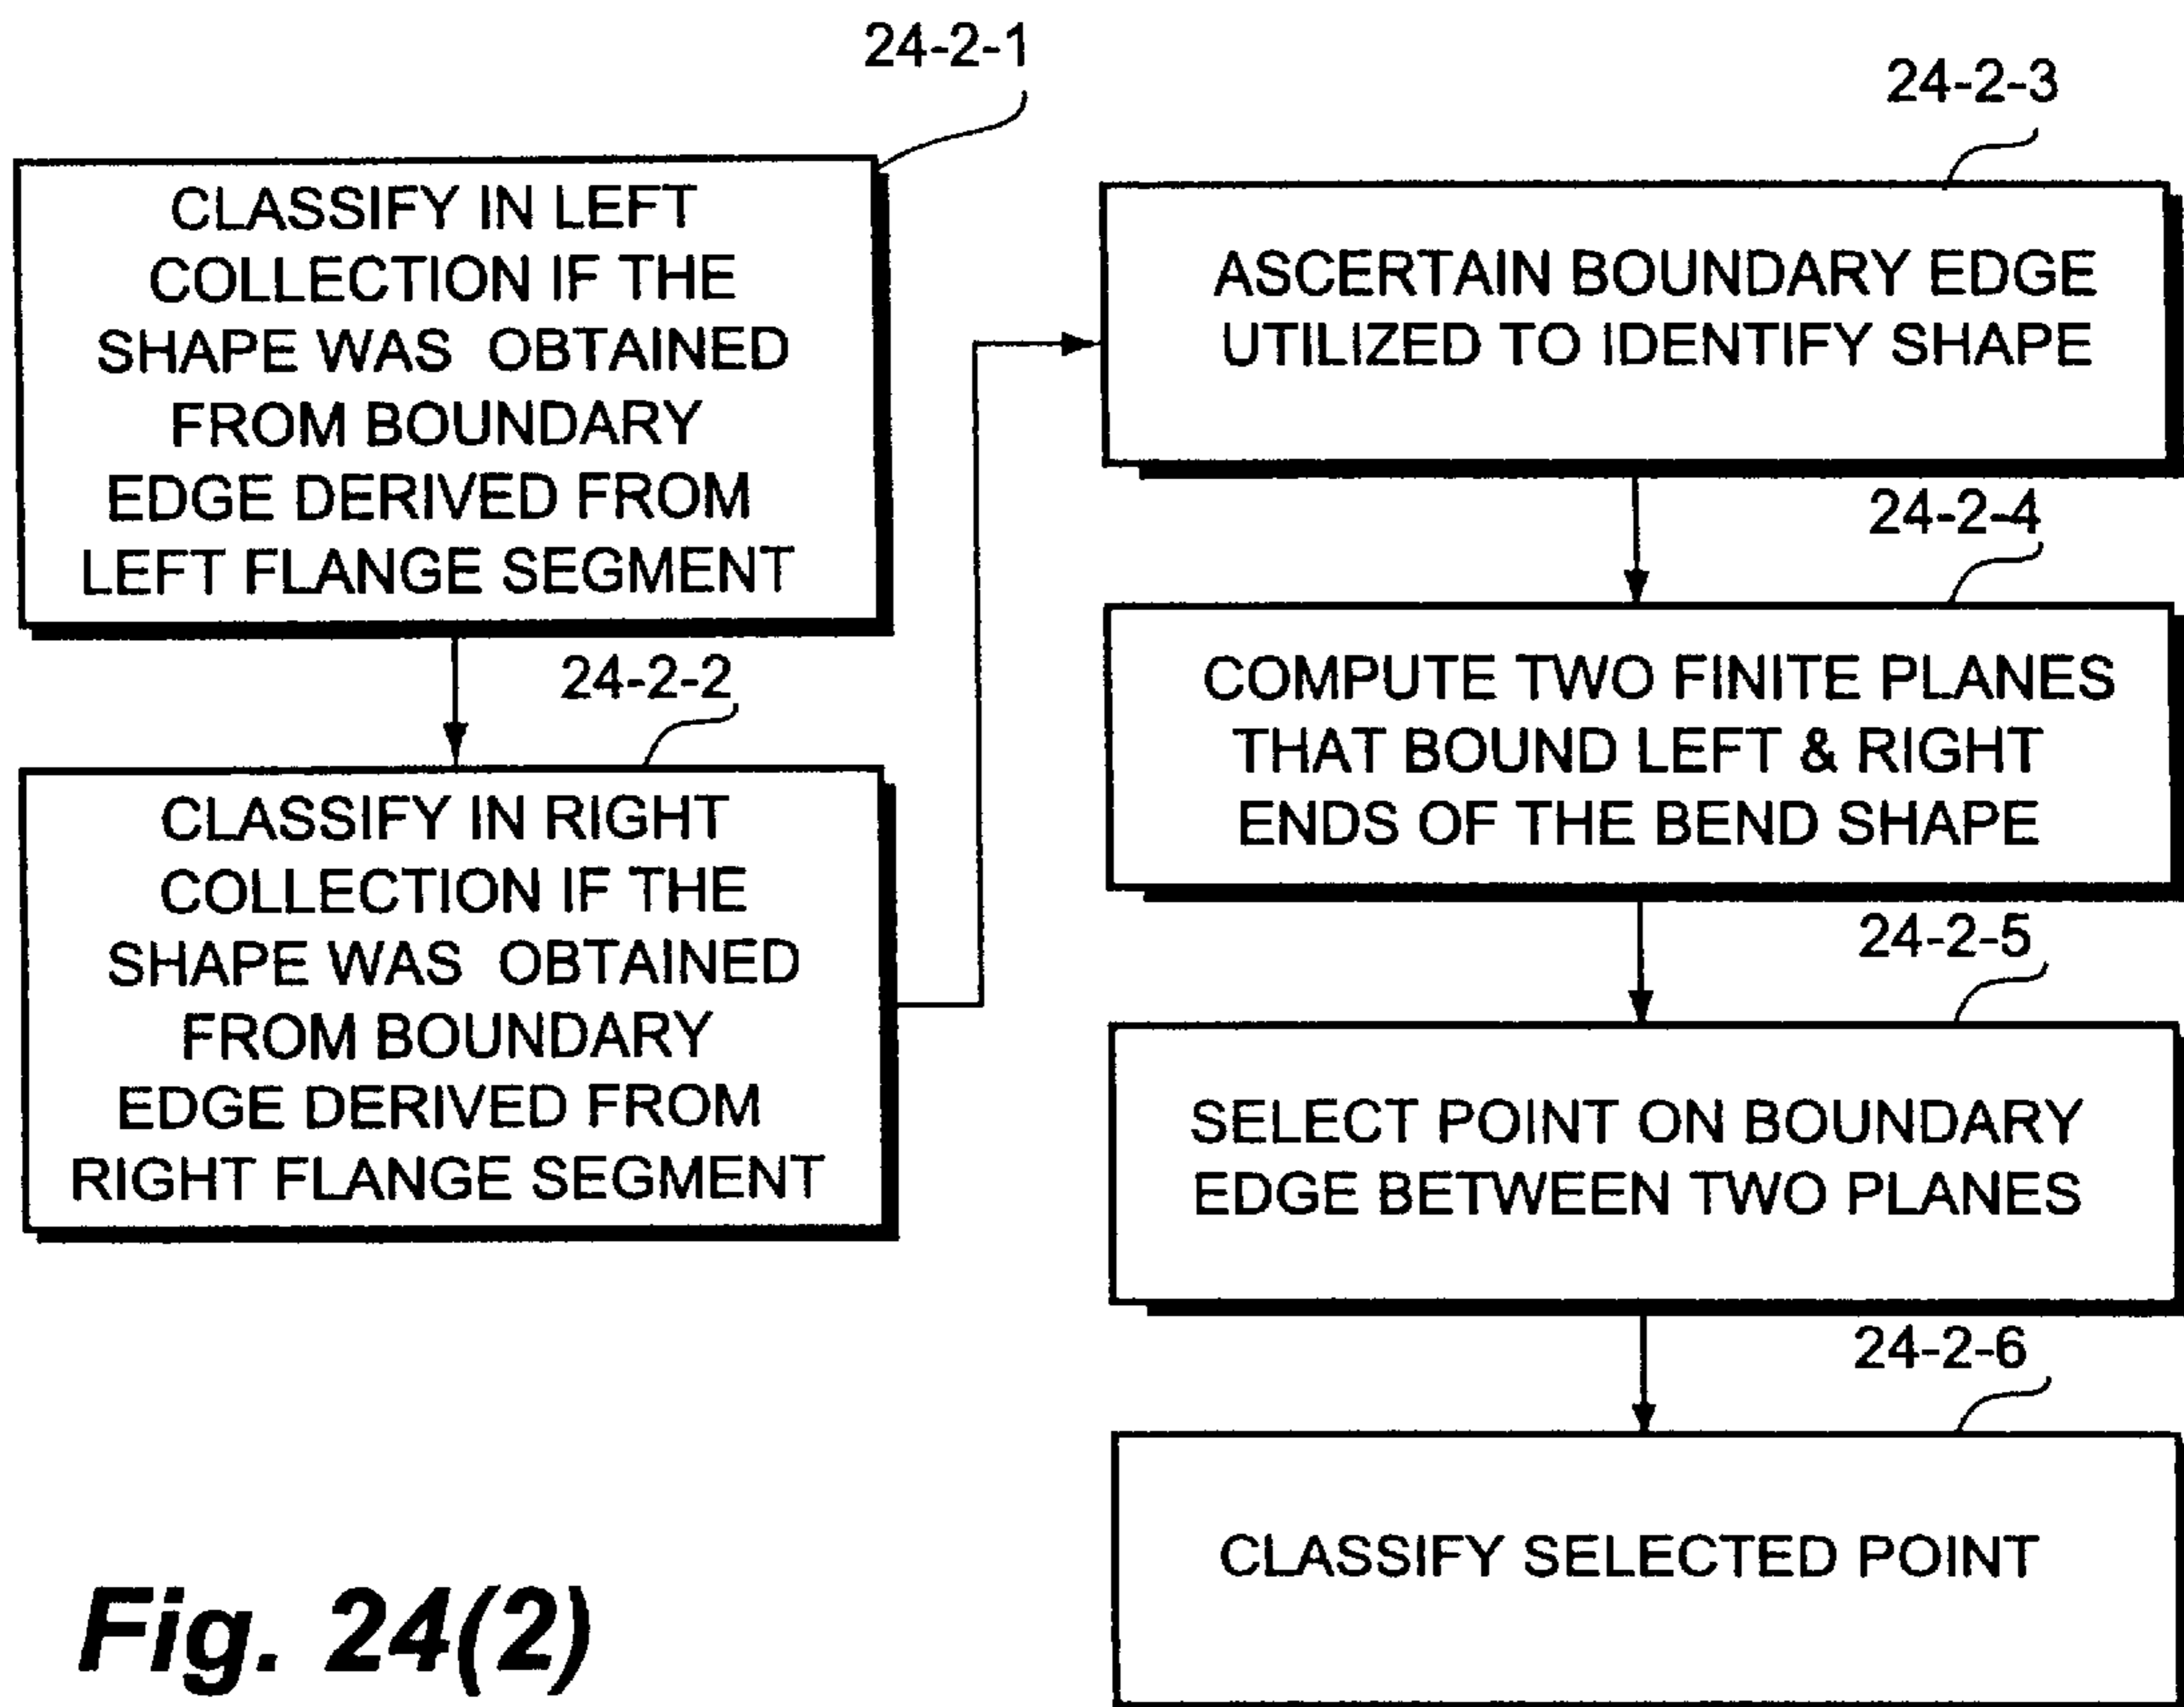 24-2-1
CLASSIFY IN LEFT
COLLECTION IF THE
SHAPE WAS OBTAINED
FROM BOUNDARY
EDGE DERIVED FROM
LEFT FLANGE SEGMENT
24-2-2
CLASSIFY IN RIGHT
COLLECTION IF THE
SHAPE WAS OBTAINED
FROM BOUNDARY
EDGE DERIVED FROM
RIGHT FLANGE SEGMENT
24-2-3
ASCERTAIN BOUNDARY EDGE
UTILIZED TO IDENTIFY SHAPE
24-2-4
COMPUTE TWO FINITE PLANES
THAT BOUND LEFT & RIGHT
ENDS OF THE BEND SHAPE
24-2-5
SELECT POINT ON BOUNDARY
EDGE BETWEEN TWO PLANES
24-2-6
CLASSIFY SELECTED POINT
Fig. 24(2)